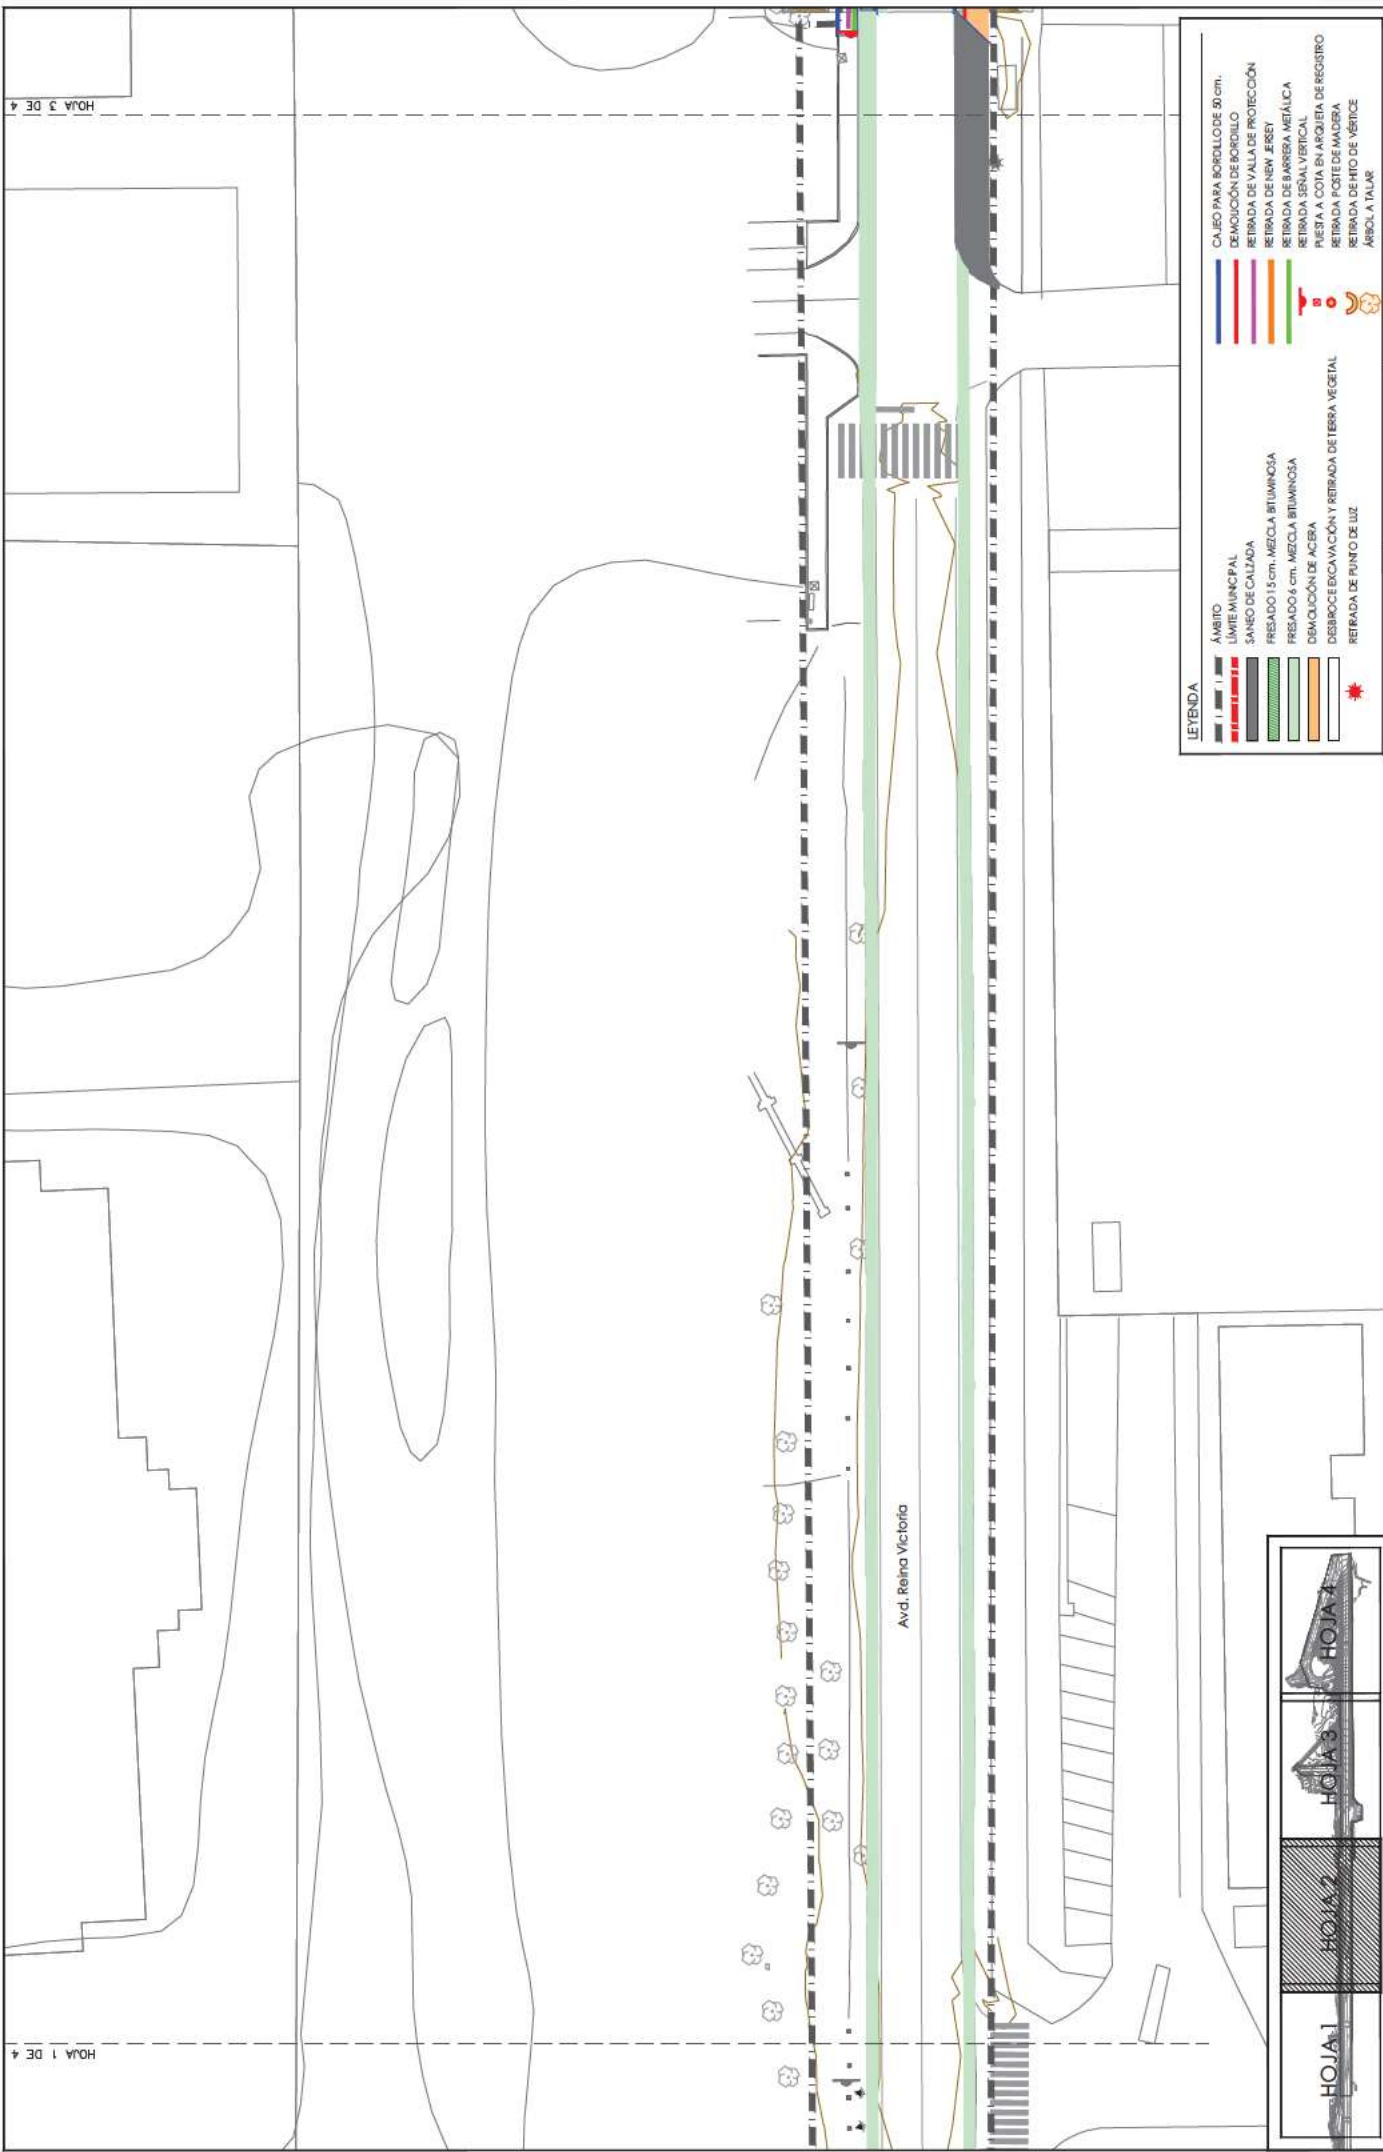 HOJA 1 DE 4
HOJA 3 DE 4
Avd. Reina Victoria
LEYENDA
ÁMBITO
LÍMITE MUNICIPAL
SANEO DE CALZADA
FRESADO 15 cm. MEZCLA BITUMINOSA
FRESADO 6 cm. MEZCLA BITUMINOSA
DEMOLICIÓN DE ACERA
DESBROCE EXCAVACIÓN Y RETIRADA DE TIERRA VEGETAL
RETIRADA DE PUNTO DE LUZ
CAJEO PARA BORDILLO DE 50 cm.
DEMOLICIÓN DE BORDILLO
RETIRADA DE VALLA DE PROTECCIÓN
RETIRADA DE NEW JERSEY
RETIRADA DE BARRERA METÁLICA
RETIRADA SEÑAL VERTICAL
PUESTA A COTA EN ARQUETA DE REGISTRO
RETIRADA POSTE DE MADERA
RETIRADA DE HITO DE VÉRTICE
ÁRBOL A TALAR
HOJA 1
HOJA 2
HOJA 3
HOJA 4